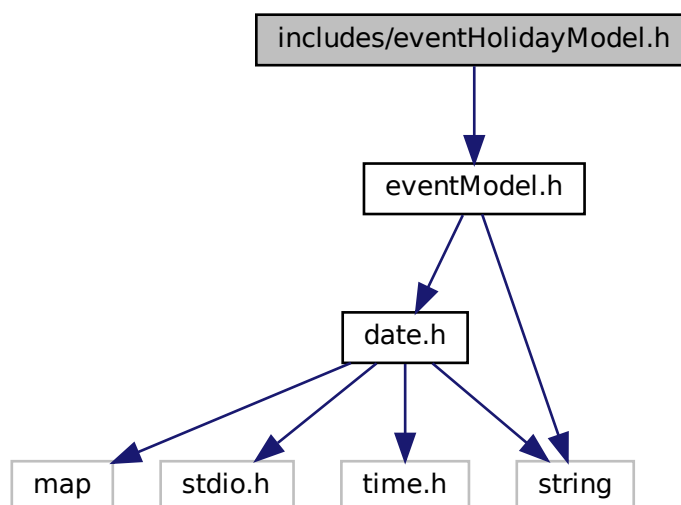 includes/eventHolidayModel.h
eventModel.h
date.h
map
stdio.h
time.h
string